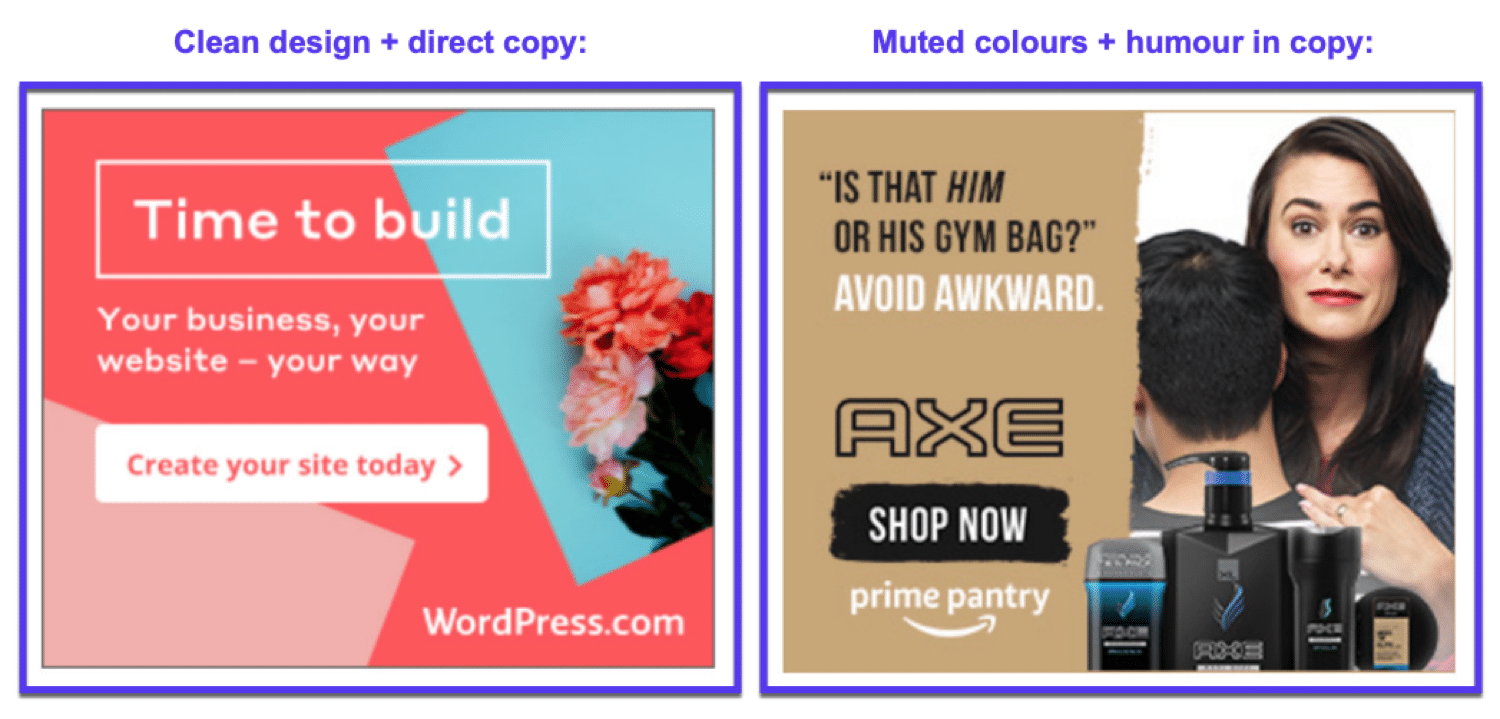 Clean design + direct copy:
Time to build
Your business, your
website – your way
Create your site today >
WordPress.com
Muted colours + humour in copy:
“IS THAT HIM
OR HIS GYM BAG?”
AVOID AWKWARD.
AXE
SHOP NOW
prime pantry
AXE
AXE
AXE
AXE